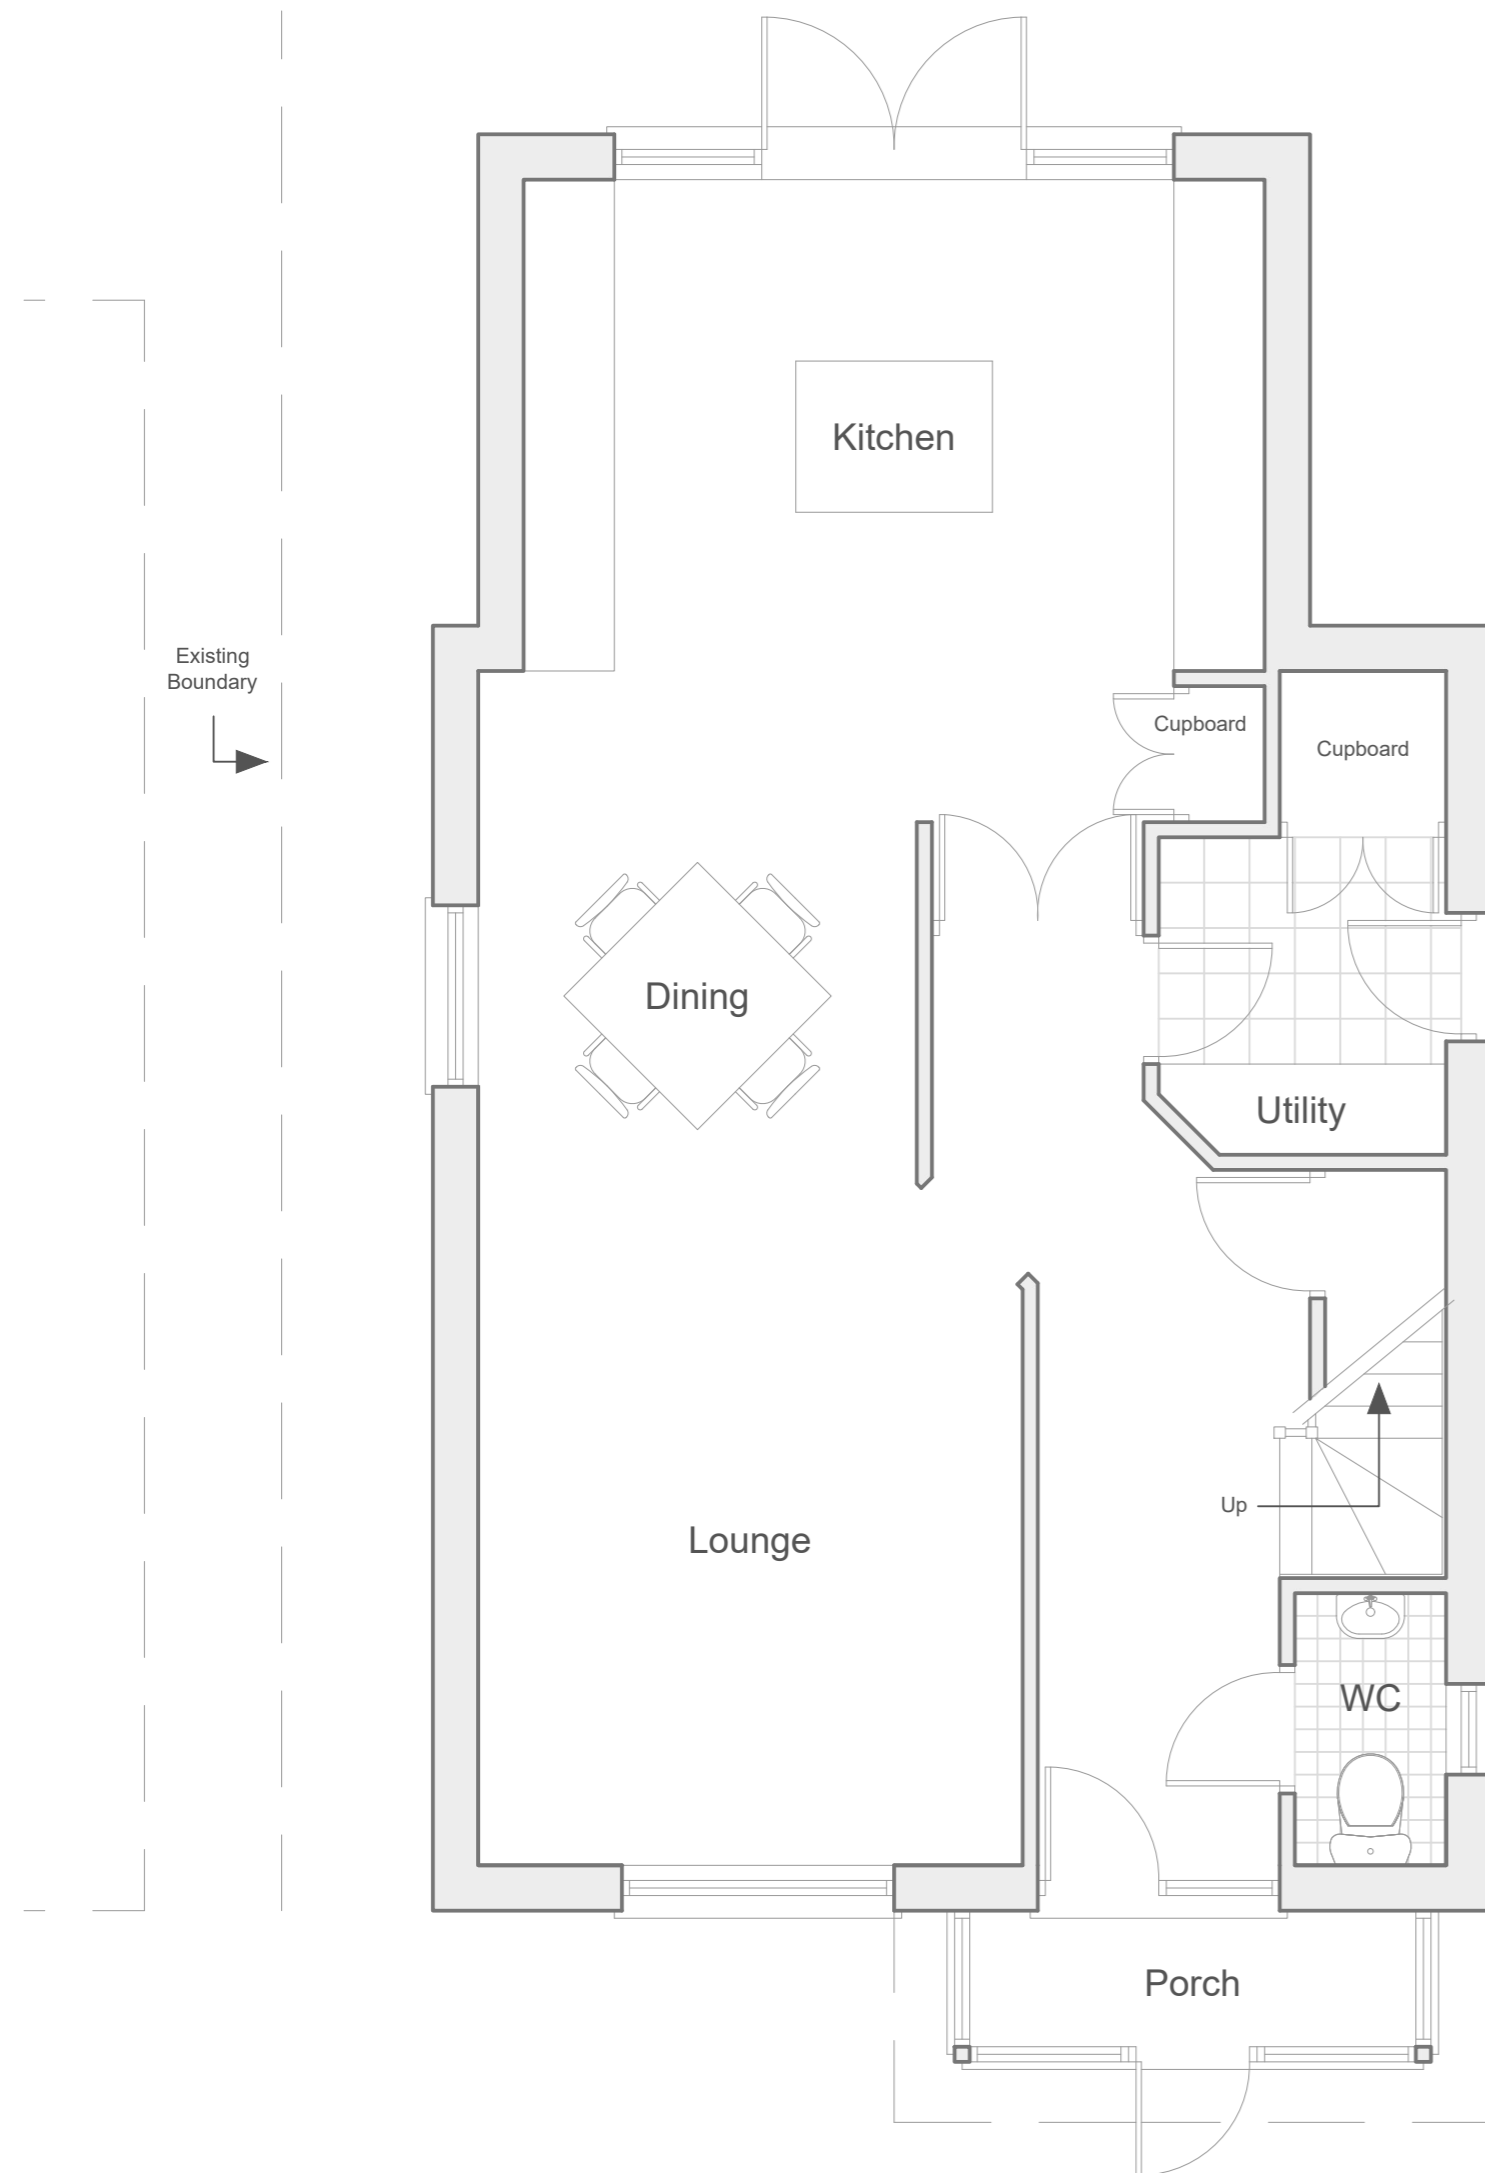 Kitchen
Existing
Boundary
Cupboard
Cupboard
Dining
Utility
Up
Lounge
WC
Porch